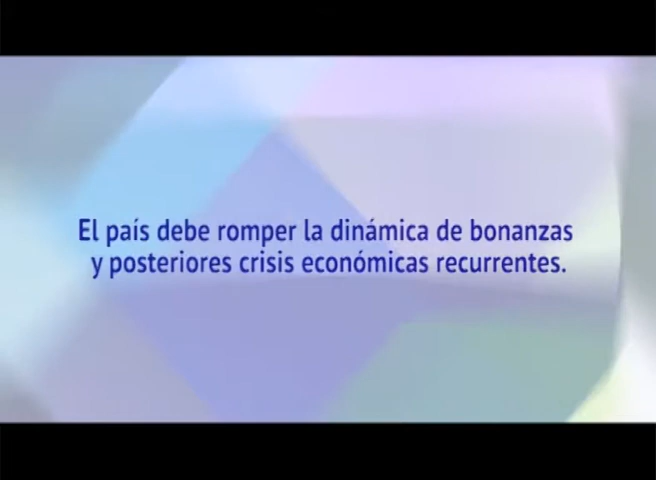 El país debe romper la dinámica de bonanzas
y posteriores crisis económicas recurrentes.